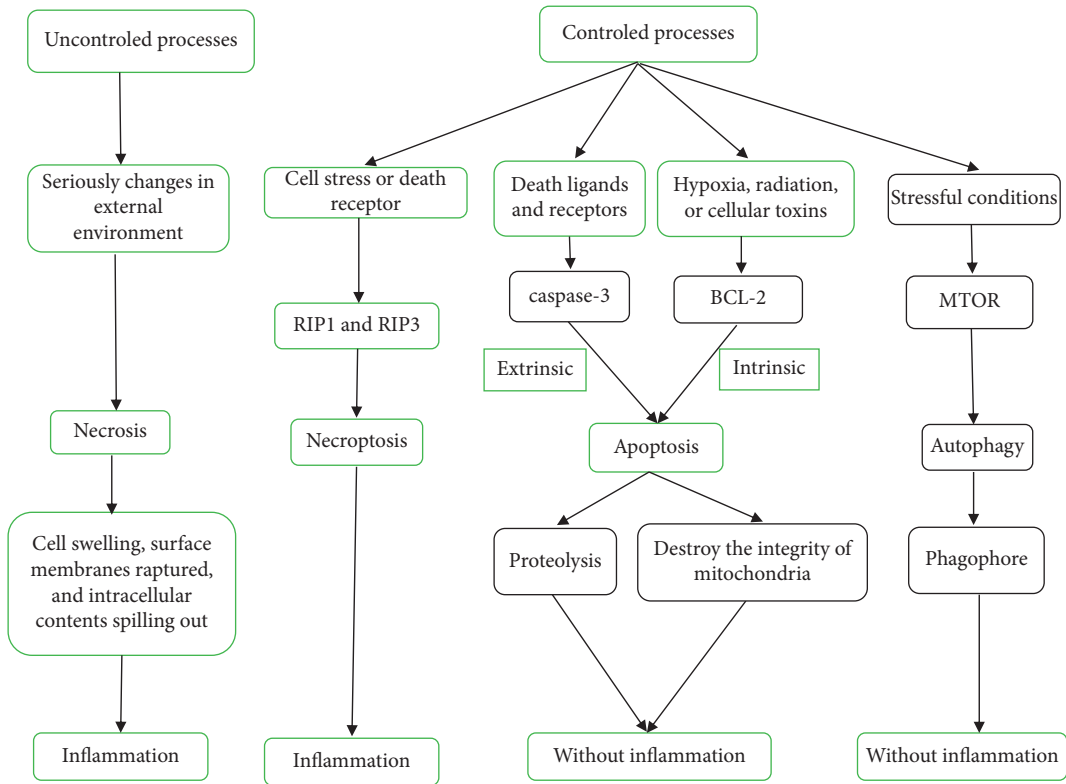 Uncontroled processes
Controled processes
Seriously changes in
external
environment
Cell stress or death
receptor
Death ligands
and receptors
Hypoxia, radiation,
or cellular toxins
Stressful conditions
RIP1 and RIP3
caspase-3
BCL-2
MTOR
Extrinsic
Intrinsic
Necrosis
Necroptosis
Apoptosis
Autophagy
Cell swelling, surface
membranes raptured,
and intracellular
contents spilling out
Proteolysis
Destroy the integrity of
mitochondria
Phagophore
Inflammation
Inflammation
Without inflammation
Without inflammation